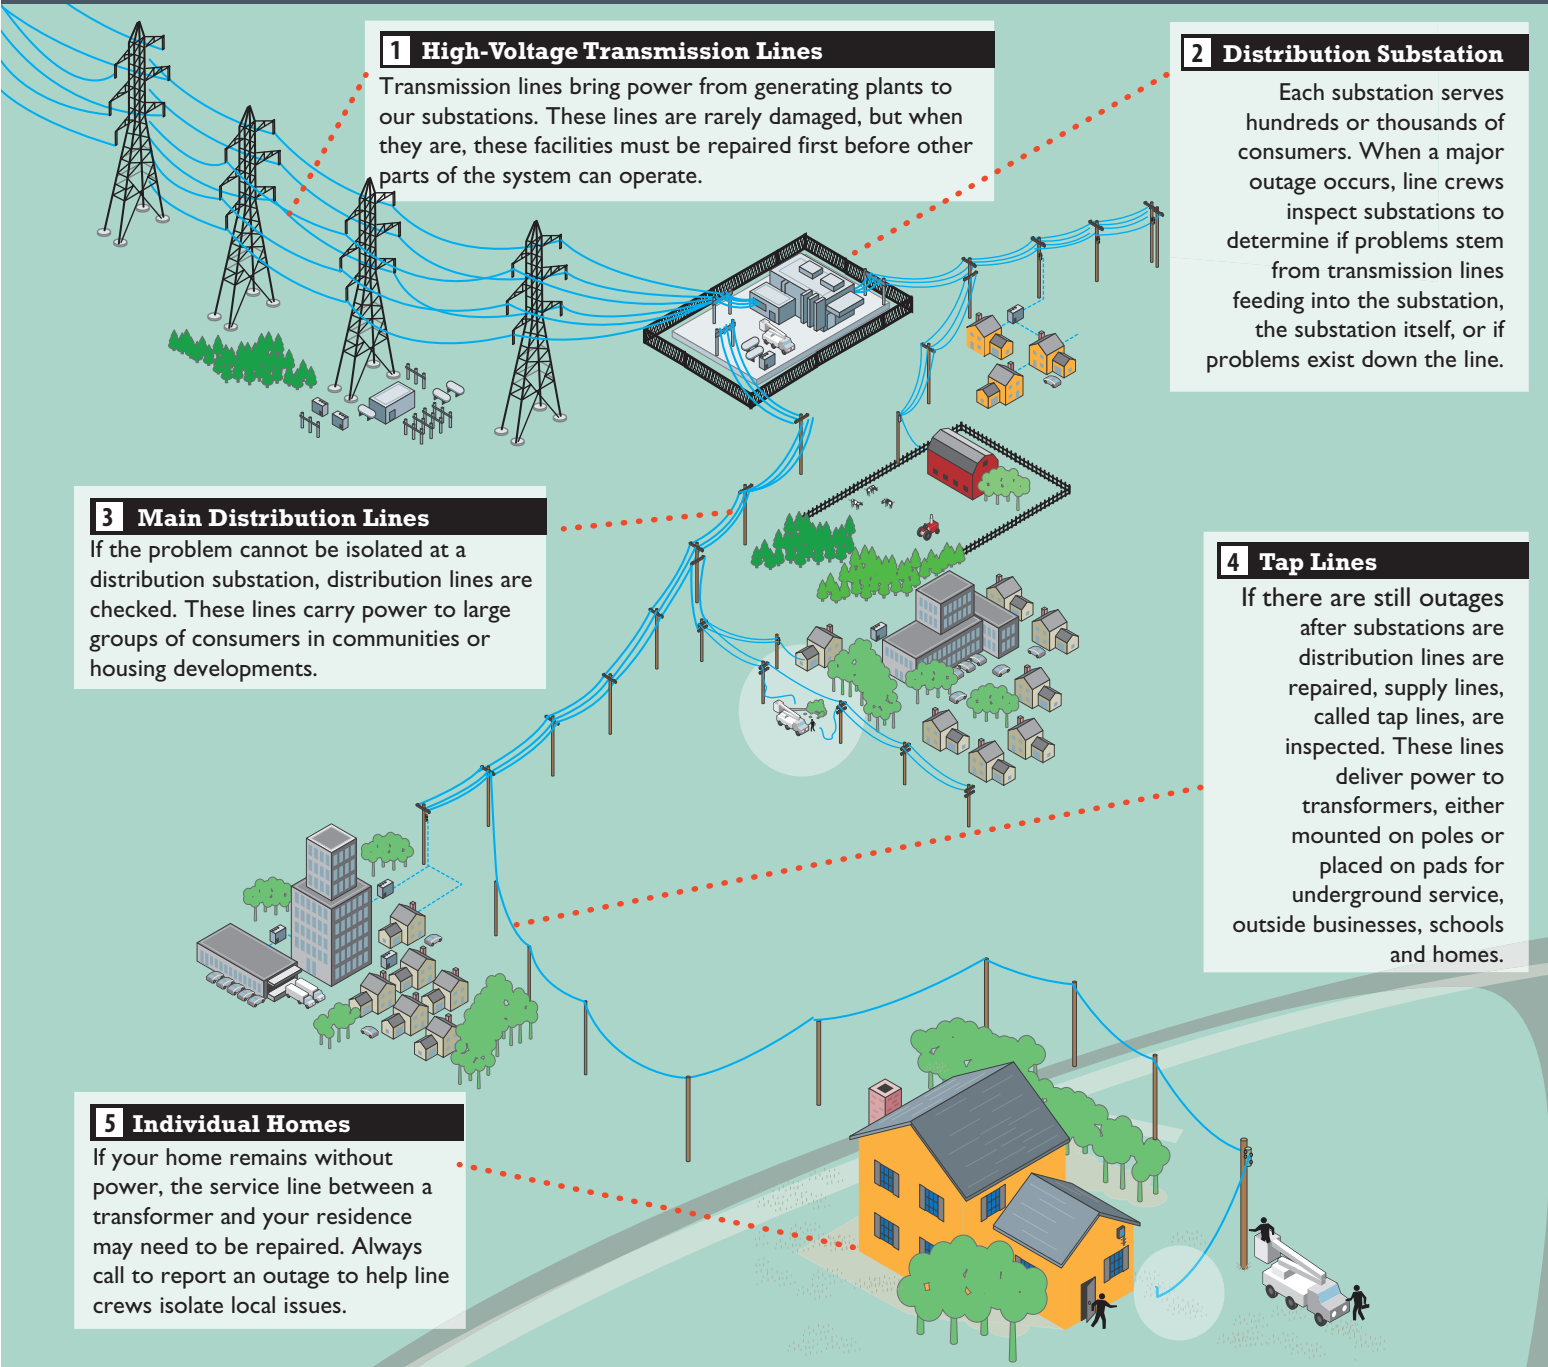 1 High-Voltage Transmission Lines
Transmission lines bring power from generating plants to
our substations. These lines are rarely damaged, but when
they are, these facilities must be repaired first before other
parts of the system can operate.
2 Distribution Substation
Each substation serves
hundreds or thousands of
consumers. When a major
outage occurs, line crews
inspect substations to
determine if problems stem
from transmission lines
feeding into the substation,
the substation itself, or if
problems exist down the line.
3 Main Distribution Lines
If the problem cannot be isolated at a
distribution substation, distribution lines are
checked. These lines carry power to large
groups of consumers in communities or
housing developments.
4 Tap Lines
If there are still outages
after substations are
distribution lines are
repaired, supply lines,
called tap lines, are
inspected. These lines
deliver power to
transformers, either
mounted on poles or
placed on pads for
underground service,
outside businesses, schools
and homes.
5 Individual Homes
If your home remains without
power, the service line between a
transformer and your residence
may need to be repaired. Always
call to report an outage to help line
crews isolate local issues.